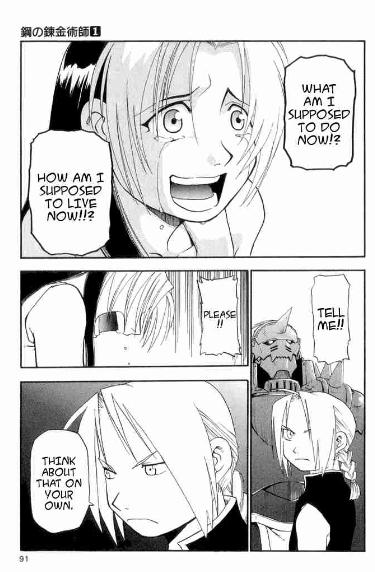 鋼の錬金術師1
WHAT
AM I
SUPPOSED
TO DO
NOW!?
HOW AM I
SUPPOSED
TO LIVE
NOW!!?
TELL
ME!!
PLEASE
!!
THINK
ABOUT
THAT ON
YOUR
OWN.
91